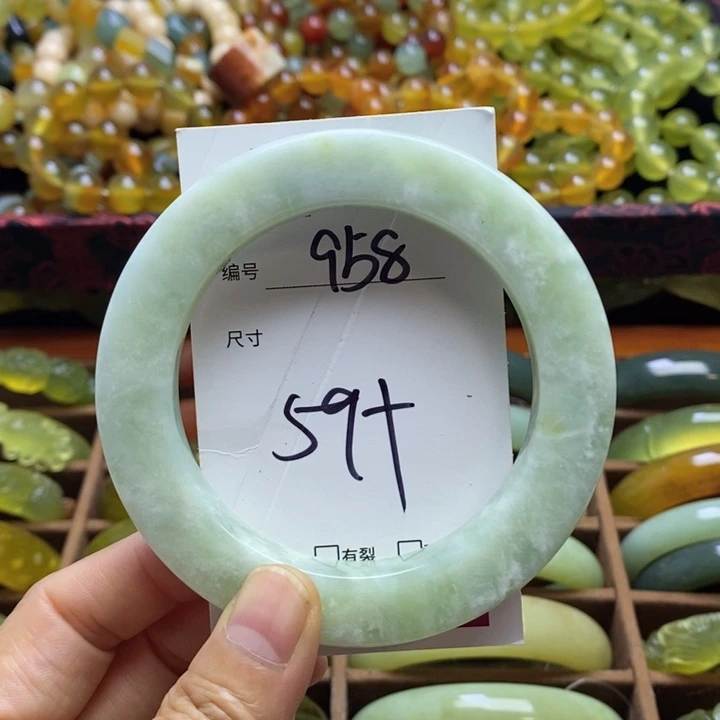 编号 958
尺寸
59+
□有裂 □